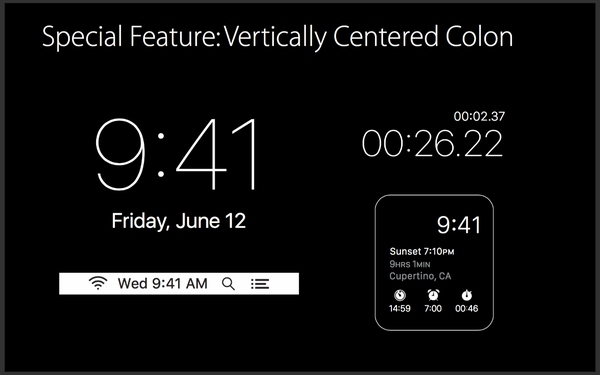 Special Feature: Vertically Centered Colon
9:41
Friday, June 12
Wed 9:41 AM
00:02.37
00:26.22
9:41
Sunset 7:10PM
9HRS 1MIN
Cupertino, CA
14:59 7:00 00:46